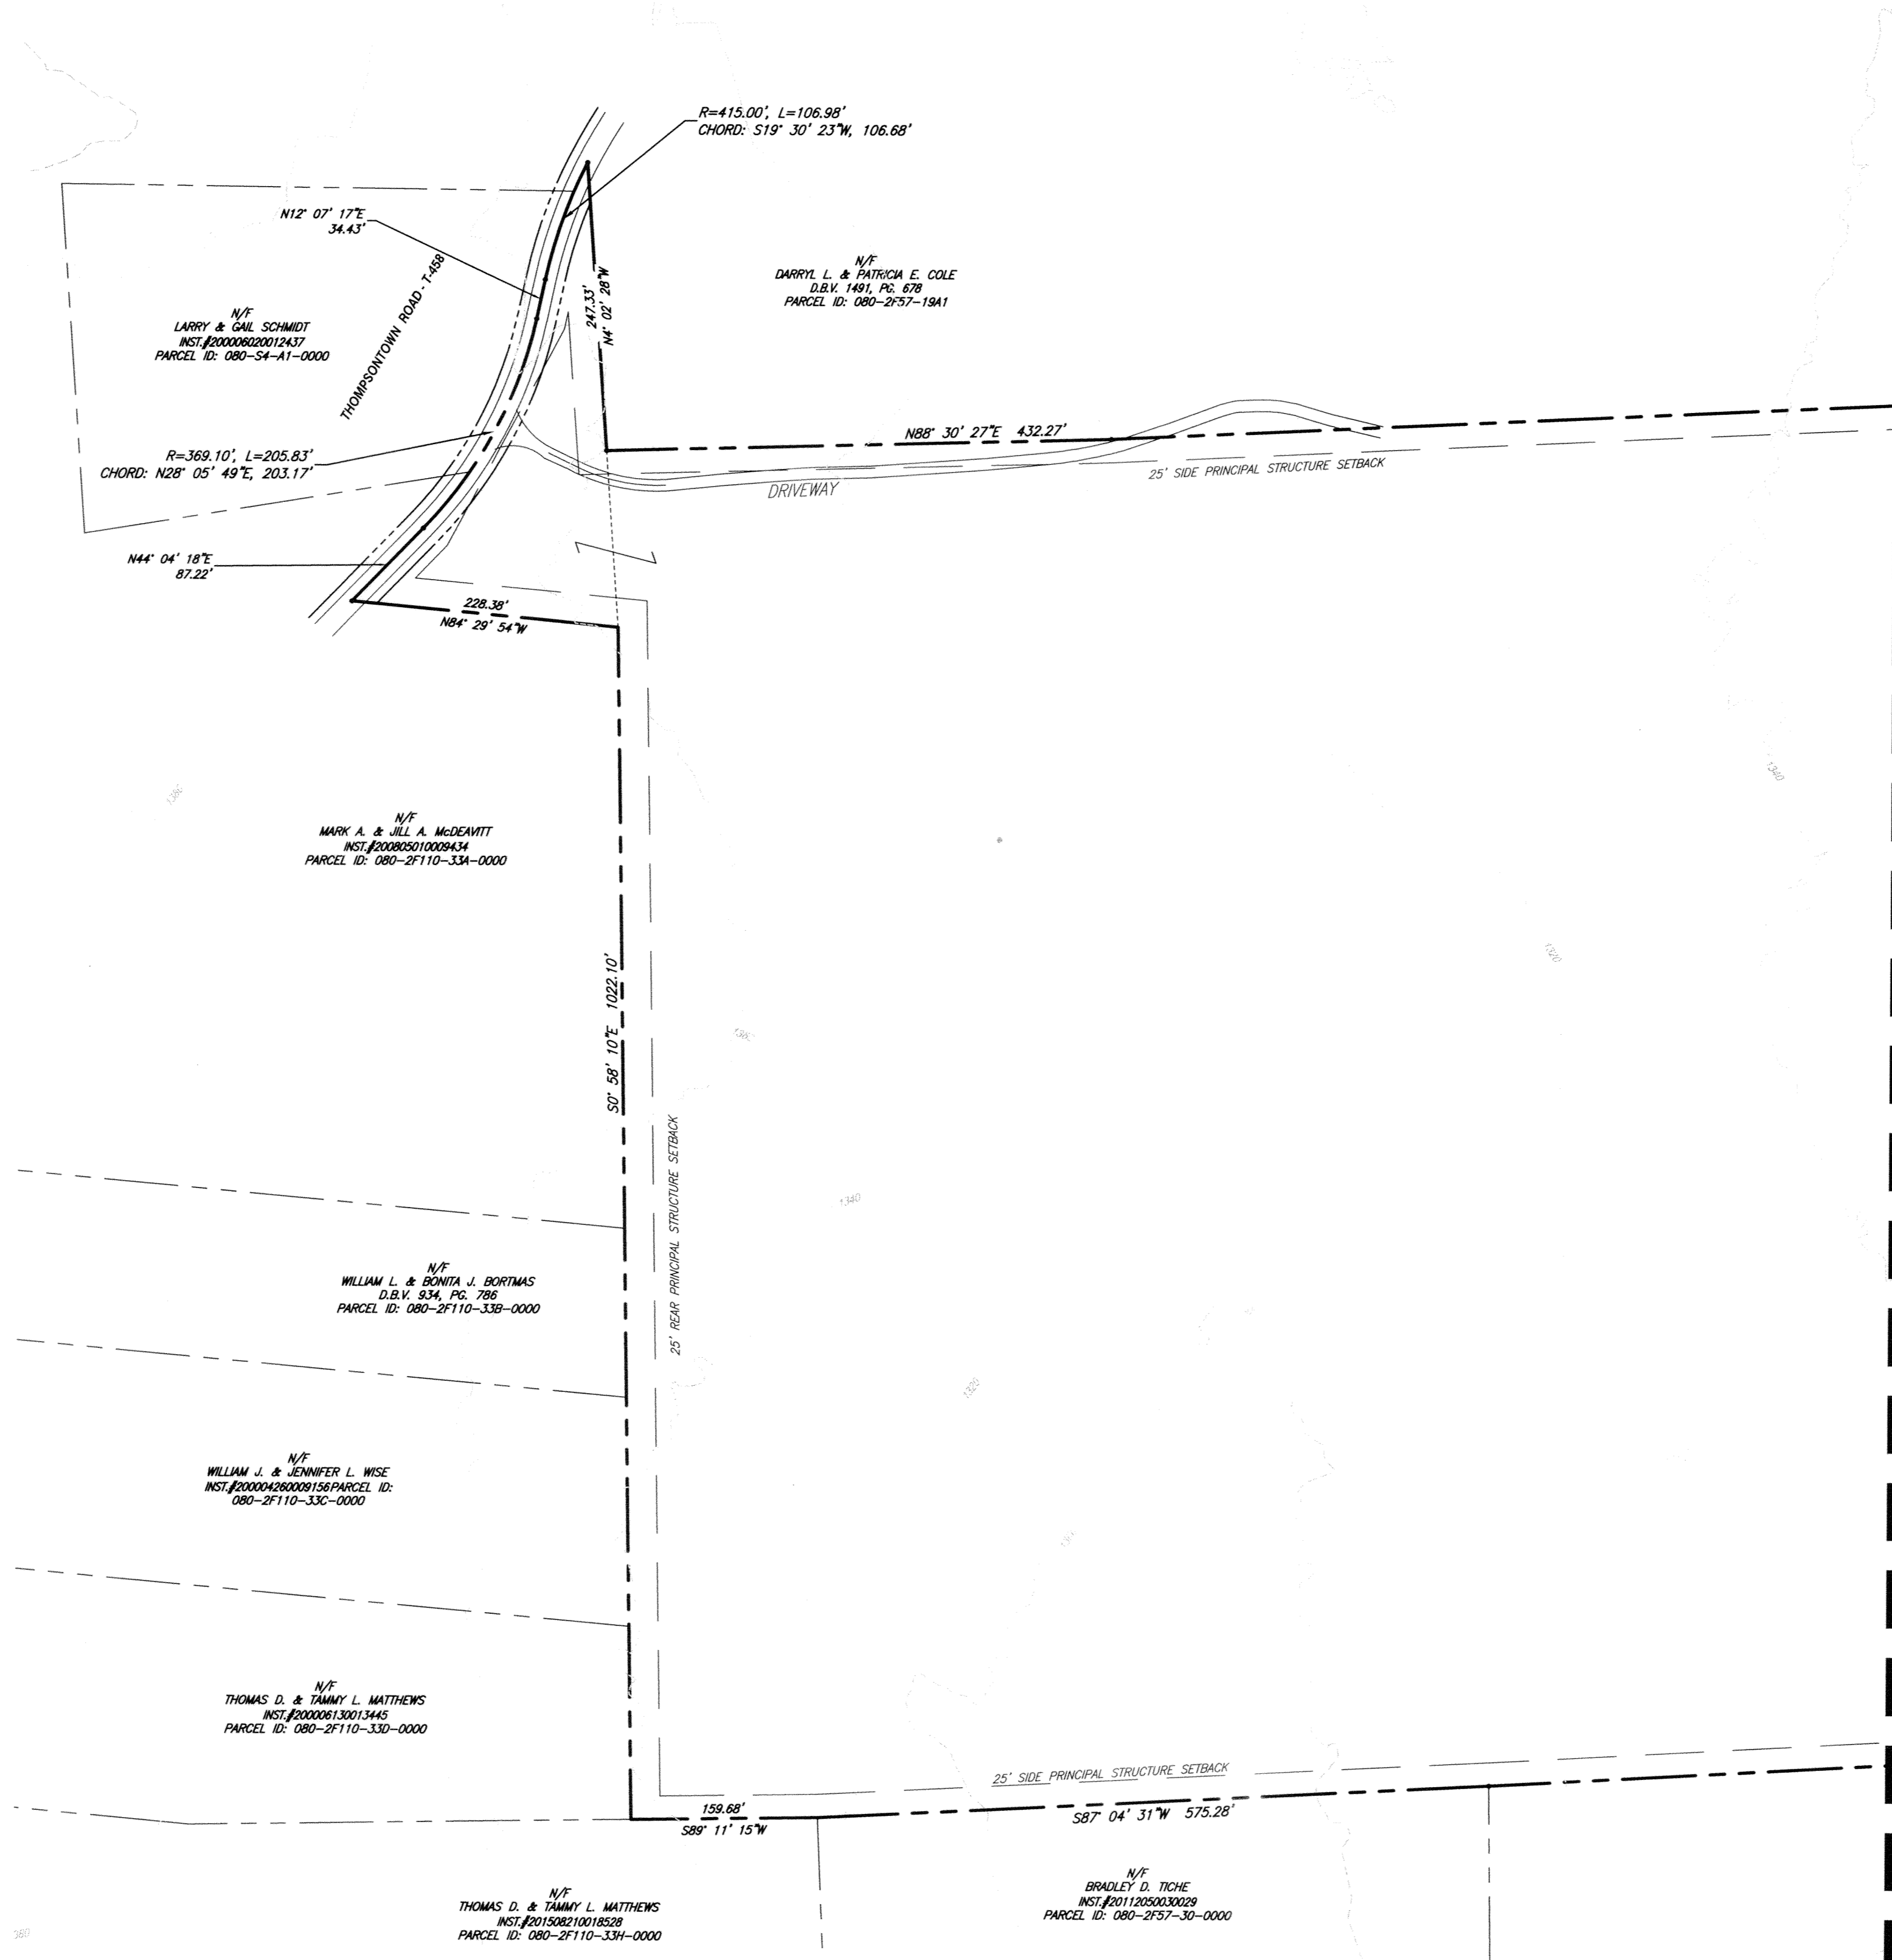 R=415.00', L=106.98'
CHORD: S19° 30' 23"W, 106.68'
N12° 07' 17"E
34.43'
THOMPSONTOWN ROAD - T-458
N/F
LARRY & GAIL SCHMIDT
INST.#200006020012437
PARCEL ID: 080-S4-A1-0000
247.33'
N4° 02' 28"W
N/F
DARRYL L. & PATRICIA E. COLE
D.B.V. 1491, PG. 678
PARCEL ID: 080-2F57-19A1
R=369.10', L=205.83'
CHORD: N28° 05' 49"E, 203.17'
N88° 30' 27"E 432.27'
25' SIDE PRINCIPAL STRUCTURE SETBACK
DRIVEWAY
N44° 04' 18"E
87.22'
228.38'
N84° 29' 54"W
1380
1340
N/F
MARK A. & JILL A. McDEAVITT
INST.#200805010009434
PARCEL ID: 080-2F110-33A-0000
S0° 58' 10"E 1022.10'
1320
1360
25' REAR PRINCIPAL STRUCTURE SETBACK
1340
N/F
WILLIAM L. & BONITA J. BORTMAS
D.B.V. 934, PG. 786
PARCEL ID: 080-2F110-33B-0000
1320
N/F
WILLIAM J. & JENNIFER L. WISE
INST.#200004260009156PARCEL ID:
080-2F110-33C-0000
N/F
THOMAS D. & TAMMY L. MATTHEWS
INST.#200006130013445
PARCEL ID: 080-2F110-33D-0000
25' SIDE PRINCIPAL STRUCTURE SETBACK
159.68'
S89° 11' 15"W
S87° 04' 31"W 575.28'
N/F
BRADLEY D. TICHE
INST.#20112050030029
PARCEL ID: 080-2F57-30-0000
N/F
THOMAS D. & TAMMY L. MATTHEWS
INST.#201508210018528
PARCEL ID: 080-2F110-33H-0000